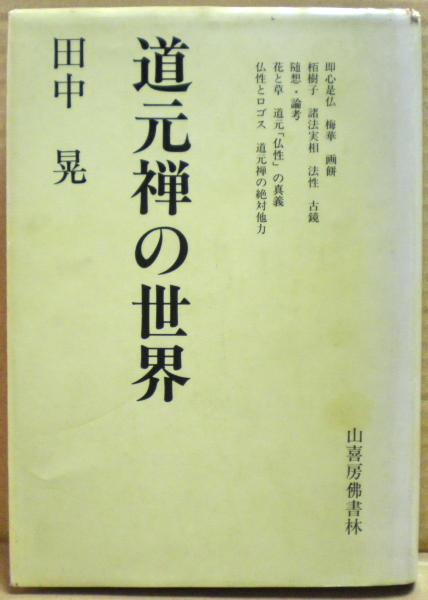 即心是仏　梅華　画餅
栢樹子　諸法実相　法性　古鏡
随想・論考
花と草　道元「仏性」の真義
仏性とロゴス　道元禅の絶対他力
道元禅の世界
田中 晃
山喜房佛書林